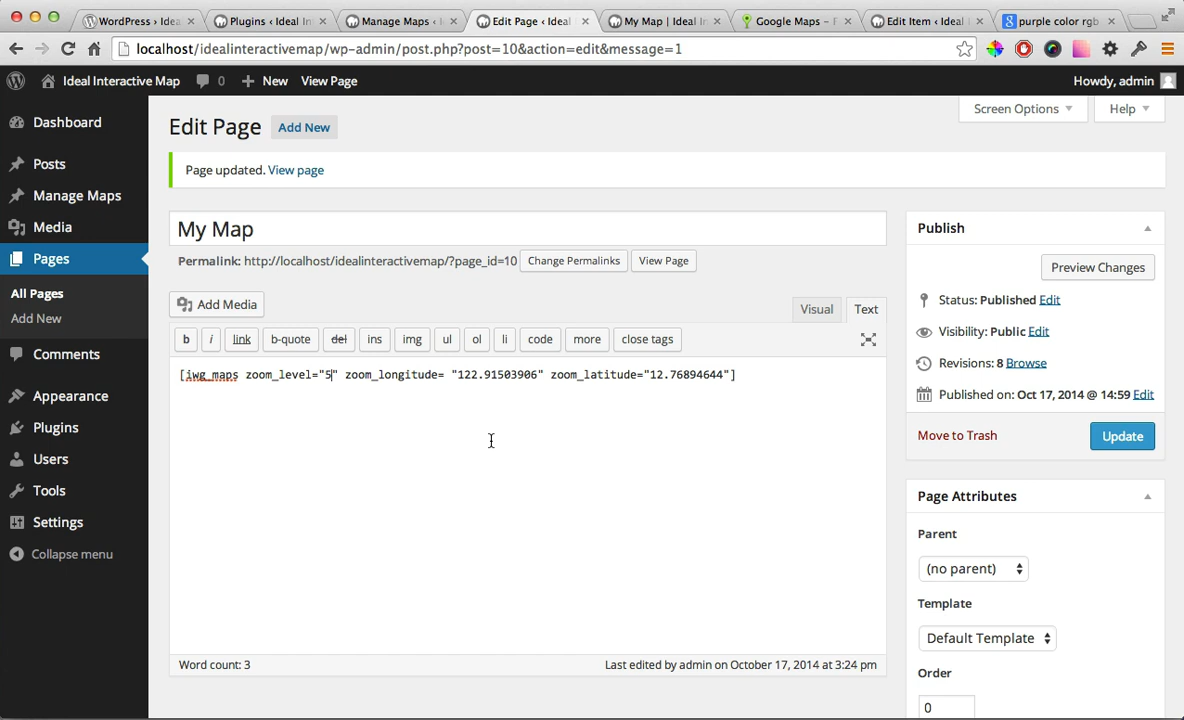 WordPress › Idea
Plugins ‹ Ideal In
Manage Maps ‹
Edit Page ‹ Ideal
My Map | Ideal In
Google Maps – F
Edit Item ‹ Ideal
purple color rgb
localhost/idealinteractivemap/wp-admin/post.php?post=10&action=edit&message=1
Ideal Interactive Map
0
New
View Page
Howdy, admin
Dashboard
Posts
Manage Maps
Media
Pages
All Pages
Add New
Comments
Appearance
Plugins
Users
Tools
Settings
Collapse menu
Screen Options
Help
Edit Page
Add New
Page updated. View page
My Map
Permalink: http://localhost/idealinteractivemap/?page_id=10
Change Permalinks
View Page
Add Media
Visual
Text
b
i
link
b-quote
del
ins
img
ul
ol
li
code
more
close tags
[iwg_maps zoom_level="5" zoom_longitude= "122.91503906" zoom_latitude="12.76894644"]
Word count: 3
Last edited by admin on October 17, 2014 at 3:24 pm
Publish
Preview Changes
Status: Published Edit
Visibility: Public Edit
Revisions: 8 Browse
Published on: Oct 17, 2014 @ 14:59 Edit
Move to Trash
Update
Page Attributes
Parent
(no parent)
Template
Default Template
Order
0